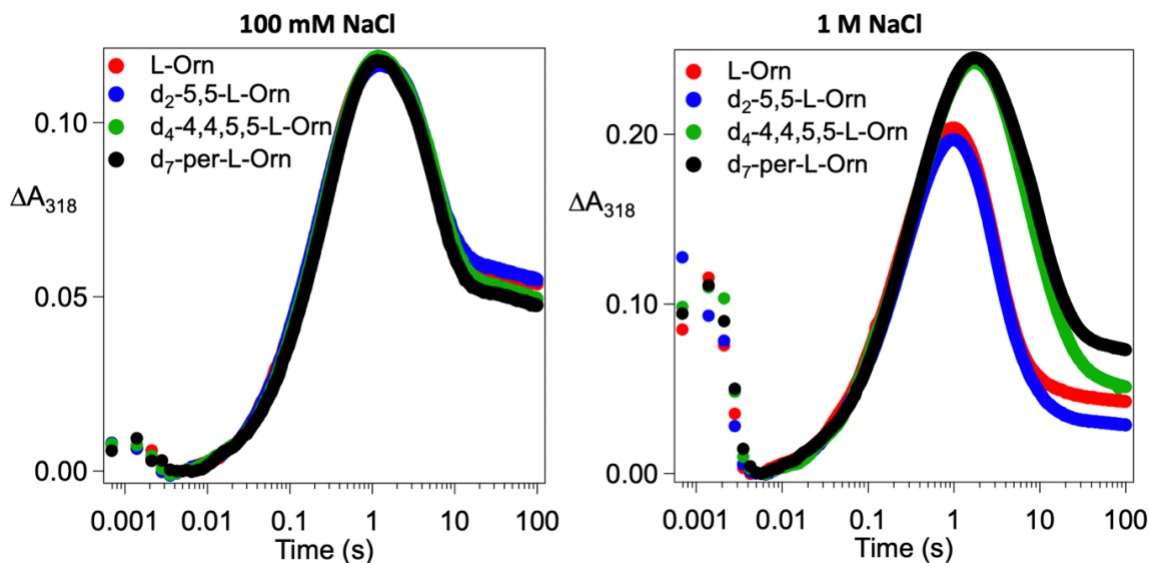 100 mM NaCl
L-Orn
d₂-5,5-L-Orn
d₄-4,4,5,5-L-Orn
d₇-per-L-Orn
0.10
ΔA₃₁₈
0.05
0.00
0.001 0.01 0.1 1 10 100
Time (s)
1 M NaCl
L-Orn
d₂-5,5-L-Orn
d₄-4,4,5,5-L-Orn
d₇-per-L-Orn
0.20
ΔA₃₁₈
0.10
0.00
0.001 0.01 0.1 1 10 100
Time (s)